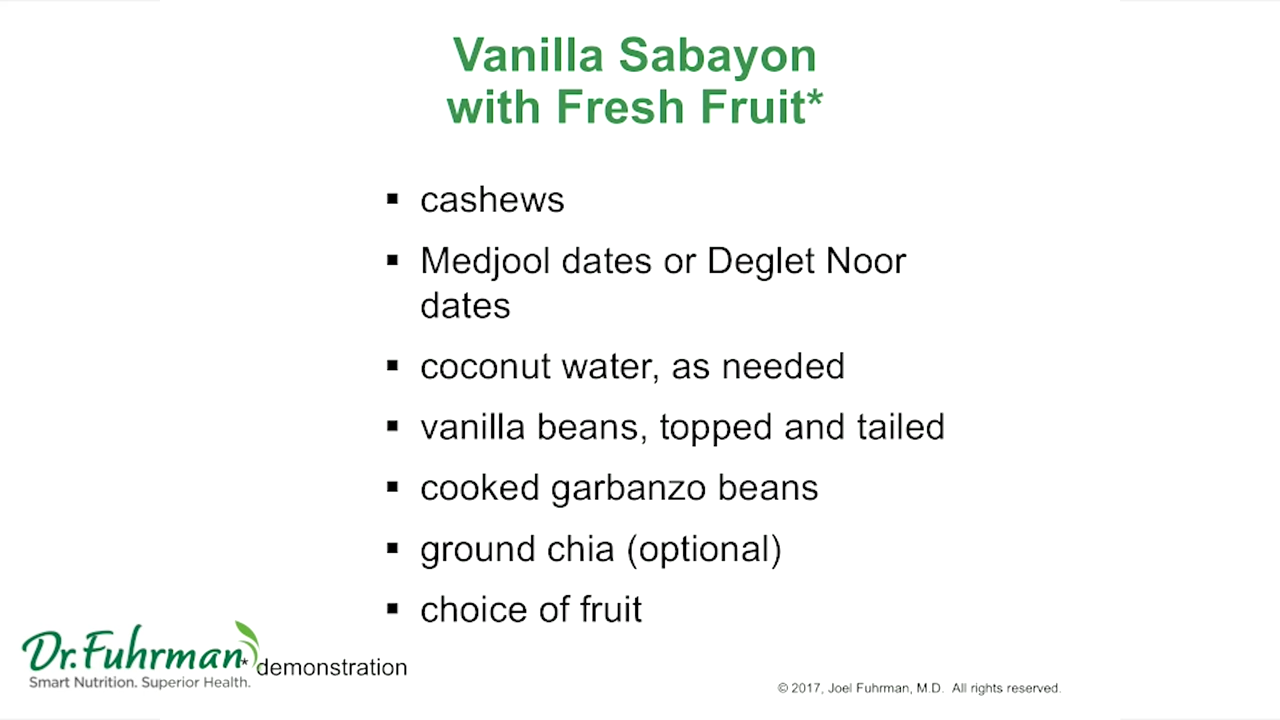 Vanilla Sabayon
with Fresh Fruit*
▪ cashews
▪ Medjool dates or Deglet Noor
dates
▪ coconut water, as needed
▪ vanilla beans, topped and tailed
▪ cooked garbanzo beans
▪ ground chia (optional)
▪ choice of fruit
Dr.Fuhrman
* demonstration
Smart Nutrition. Superior Health.
© 2017, Joel Fuhrman, M.D. All rights reserved.